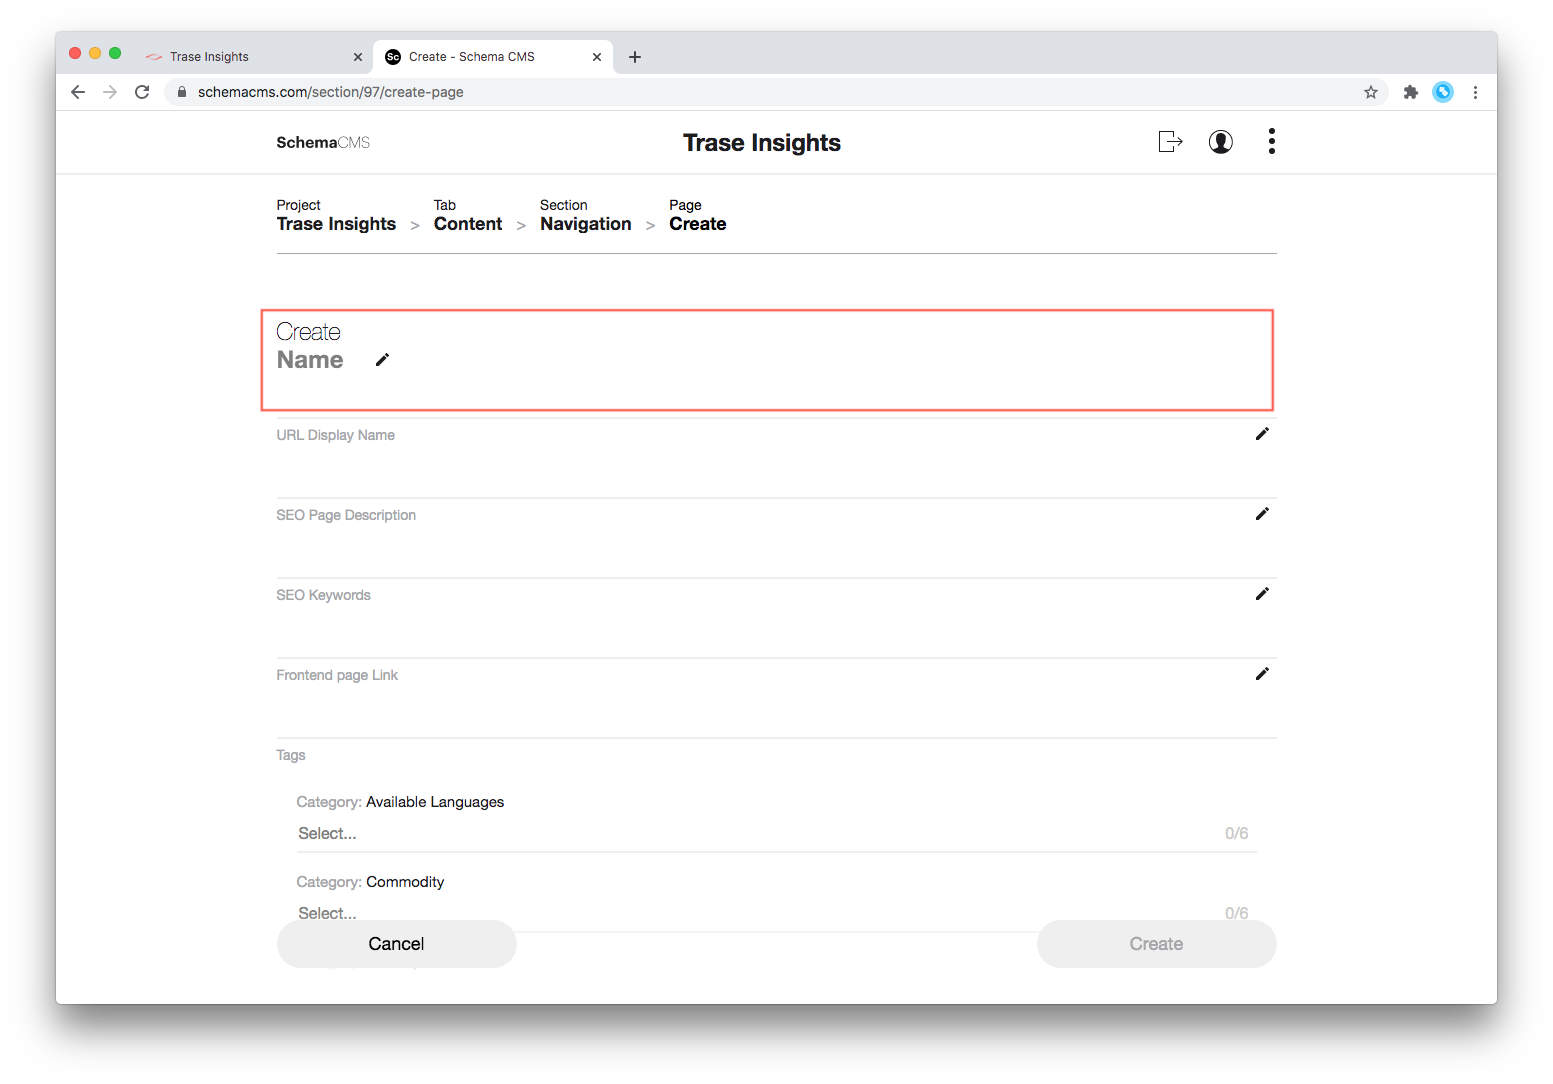 Trase Insights
Sc Create - Schema CMS
schemacms.com/section/97/create-page
SchemaCMS
Trase Insights
Project Tab Section Page
Trase Insights > Content > Navigation > Create
Create
Name
URL Display Name
SEO Page Description
SEO Keywords
Frontend page Link
Tags
Category: Available Languages
Select... 0/6
Category: Commodity
Select... 0/6
Cancel Create